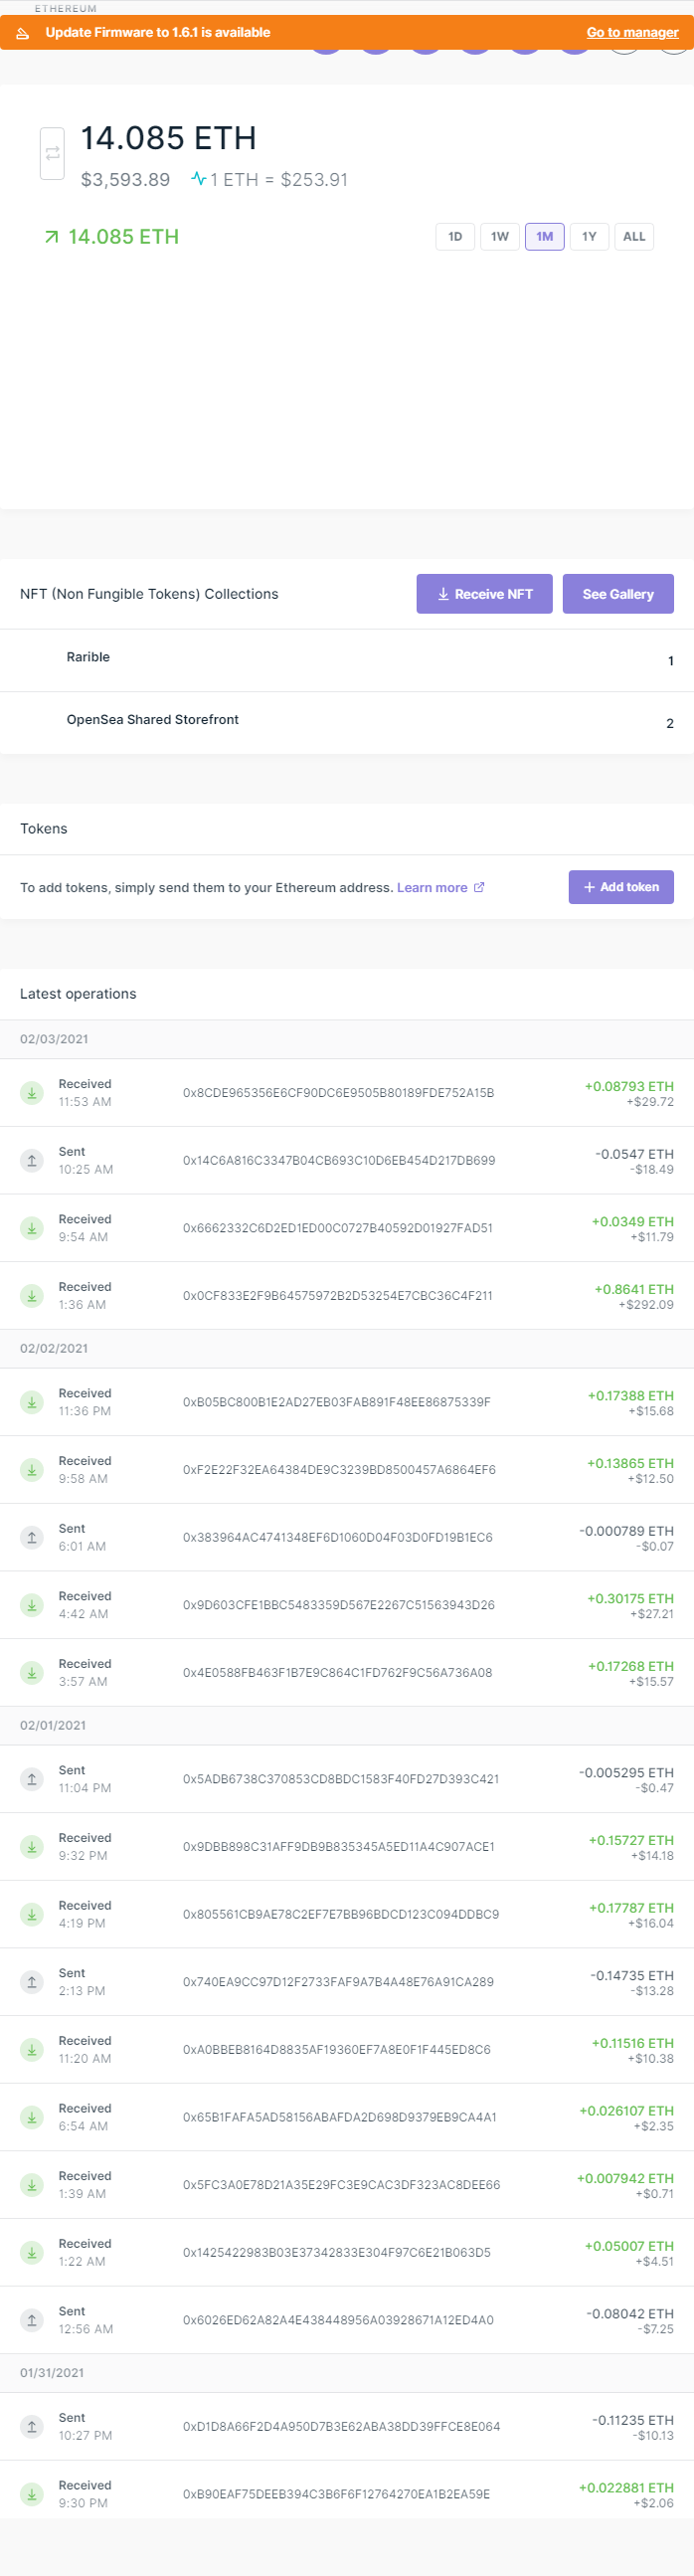 ETHEREUM
Update Firmware to 1.6.1 is available Go to manager
14.085 ETH
$3,593.89 1 ETH = $253.91
14.085 ETH 1D 1W 1M 1Y ALL
NFT (Non Fungible Tokens) Collections Receive NFT See Gallery
Rarible 1
OpenSea Shared Storefront 2
Tokens
To add tokens, simply send them to your Ethereum address. Learn more Add token
Latest operations
02/03/2021
Received +0.08793 ETH
11:53 AM 0x8CDE965356E6CF90DC6E9505B80189FDE752A15B +$29.72
Sent -0.0547 ETH
10:25 AM 0x14C6A816C3347B04CB693C10D6EB454D217DB699 -$18.49
Received +0.0349 ETH
9:54 AM 0x6662332C6D2ED1ED00C0727B40592D01927FAD51 +$11.79
Received +0.8641 ETH
1:36 AM 0x0CF833E2F9B64575972B2D53254E7CBC36C4F211 +$292.09
02/02/2021
Received +0.17388 ETH
11:36 PM 0xB05BC800B1E2AD27EB03FAB891F48EE86875339F +$15.68
Received +0.13865 ETH
9:58 AM 0xF2E22F32EA64384DE9C3239BD8500457A6864EF6 +$12.50
Sent -0.000789 ETH
6:01 AM 0x383964AC4741348EF6D1060D04F03D0FD19B1EC6 -$0.07
Received +0.30175 ETH
4:42 AM 0x9D603CFE1BBC5483359D567E2267C51563943D26 +$27.21
Received +0.17268 ETH
3:57 AM 0x4E0588FB463F1B7E9C864C1FD762F9C56A736A08 +$15.57
02/01/2021
Sent -0.005295 ETH
11:04 PM 0x5ADB6738C370853CD8BDC1583F40FD27D393C421 -$0.47
Received +0.15727 ETH
9:32 PM 0x9DBB898C31AFF9DB9B835345A5ED11A4C907ACE1 +$14.18
Received +0.17787 ETH
4:19 PM 0x805561CB9AE78C2EF7E7BB96BDCD123C094DDBC9 +$16.04
Sent -0.14735 ETH
2:13 PM 0x740EA9CC97D12F2733FAF9A7B4A48E76A91CA289 -$13.28
Received +0.11516 ETH
11:20 AM 0xA0BBEB8164D8835AF19360EF7A8E0F1F445ED8C6 +$10.38
Received +0.026107 ETH
6:54 AM 0x65B1FAFA5AD58156ABAFDA2D698D9379EB9CA4A1 +$2.35
Received +0.007942 ETH
1:39 AM 0x5FC3A0E78D21A35E29FC3E9CAC3DF323AC8DEE66 +$0.71
Received +0.05007 ETH
1:22 AM 0x1425422983B03E37342833E304F97C6E21B063D5 +$4.51
Sent -0.08042 ETH
12:56 AM 0x6026ED62A82A4E438448956A03928671A12ED4A0 -$7.25
01/31/2021
Sent -0.11235 ETH
10:27 PM 0xD1D8A66F2D4A950D7B3E62ABA38DD39FFCE8E064 -$10.13
Received +0.022881 ETH
9:30 PM 0xB90EAF75DEEB394C3B6F6F12764270EA1B2EA59E +$2.06